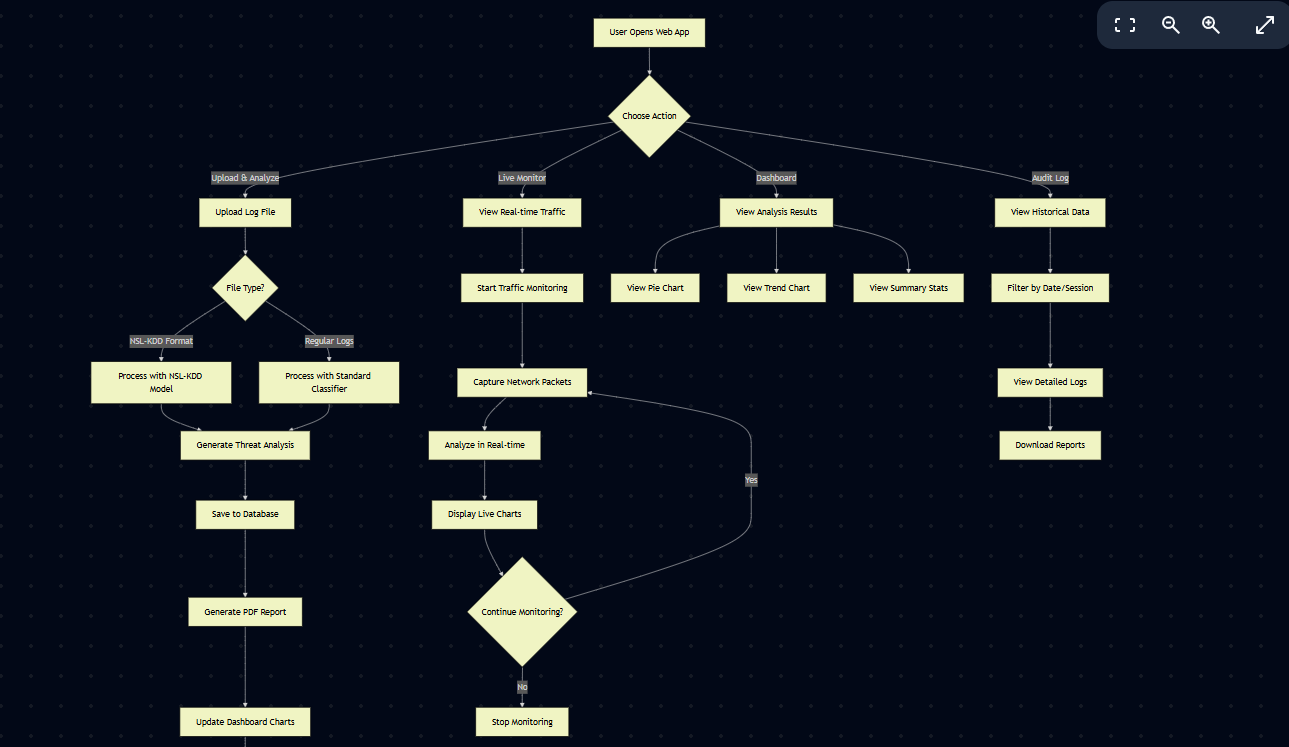 User Opens Web App
Choose Action
Upload & Analyze
Live Monitor
Dashboard
Audit Log
Upload Log File
View Real-time Traffic
View Analysis Results
View Historical Data
File Type?
Start Traffic Monitoring
View Pie Chart
View Trend Chart
View Summary Stats
Filter by Date/Session
NSL-KDD Format
Regular Logs
Process with NSL-KDD
Model
Process with Standard
Classifier
Capture Network Packets
View Detailed Logs
Generate Threat Analysis
Analyze in Real-time
Download Reports
Yes
Save to Database
Display Live Charts
Generate PDF Report
Continue Monitoring?
No
Update Dashboard Charts
Stop Monitoring